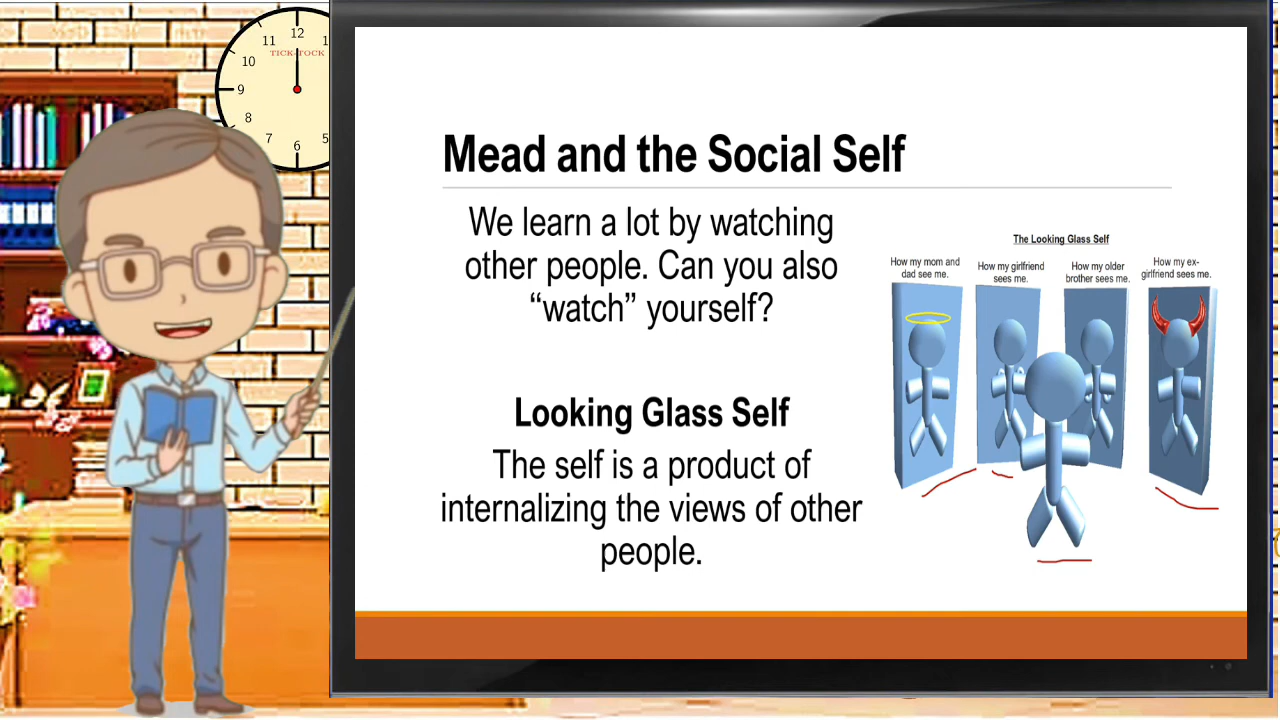 12
11
1
TICK-TOCK
10
9
8
7
5
6
Mead and the Social Self
We learn a lot by watching
other people. Can you also
“watch” yourself?
Looking Glass Self
The self is a product of
internalizing the views of other
people.
The Looking Glass Self
How my mom and
dad see me.
How my girlfriend
sees me.
How my older
brother sees me.
How my ex-
girlfriend sees me.